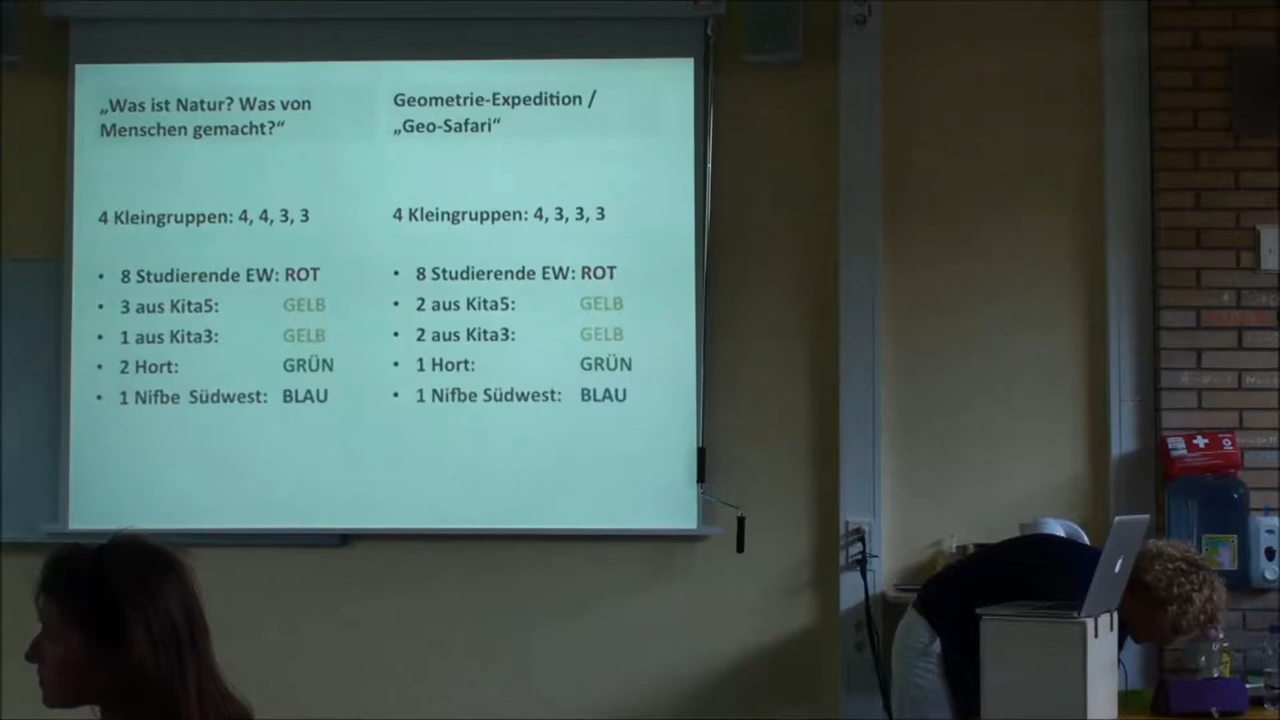 „Was ist Natur? Was von
Menschen gemacht?“
4 Kleingruppen: 4, 4, 3, 3
• 8 Studierende EW: ROT
• 3 aus Kita5: GELB
• 1 aus Kita3: GELB
• 2 Hort: GRÜN
• 1 Nifbe Südwest: BLAU
Geometrie-Expedition /
„Geo-Safari“
4 Kleingruppen: 4, 3, 3, 3
• 8 Studierende EW: ROT
• 2 aus Kita5: GELB
• 2 aus Kita3: GELB
• 1 Hort: GRÜN
• 1 Nifbe Südwest: BLAU